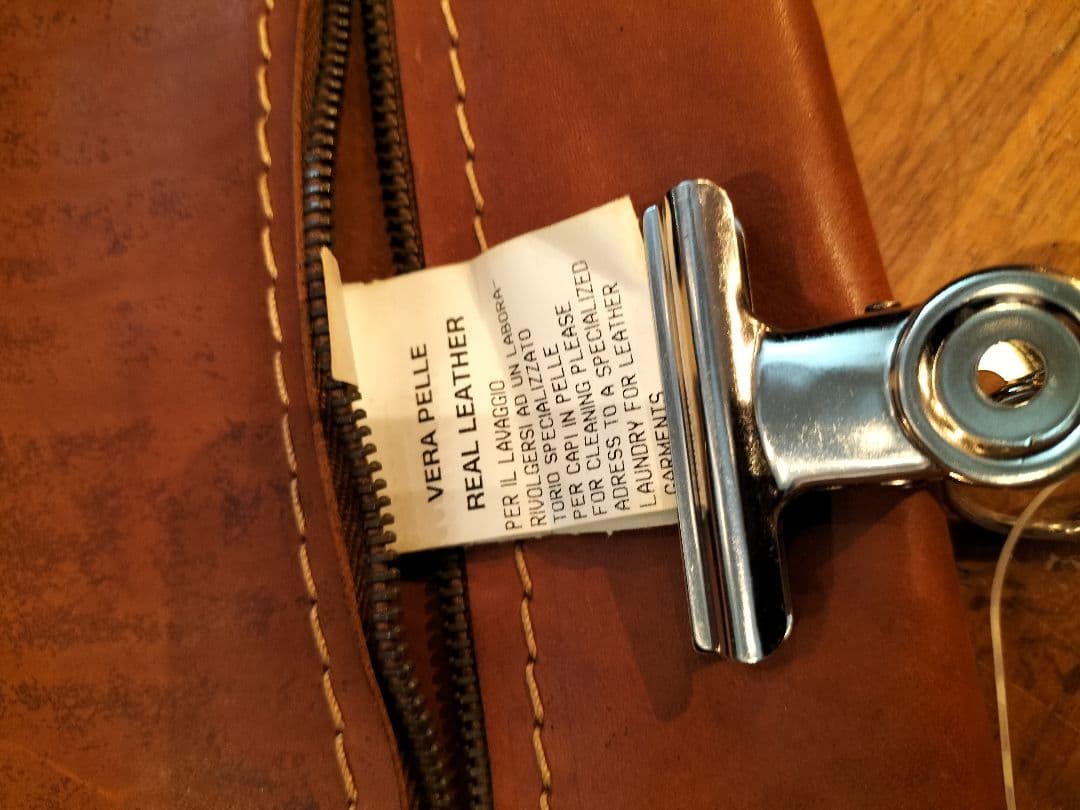 VERA PELLE
REAL LEATHER
PER IL LAVAGGIO
RIVOLGERSI AD UN LABORA-
TORIO SPECIALIZZATO
PER CAPI IN PELLE
FOR CLEANING PLEASE
ADRESS TO A SPECIALIZED
LAUNDRY FOR LEATHER
GARMENTS